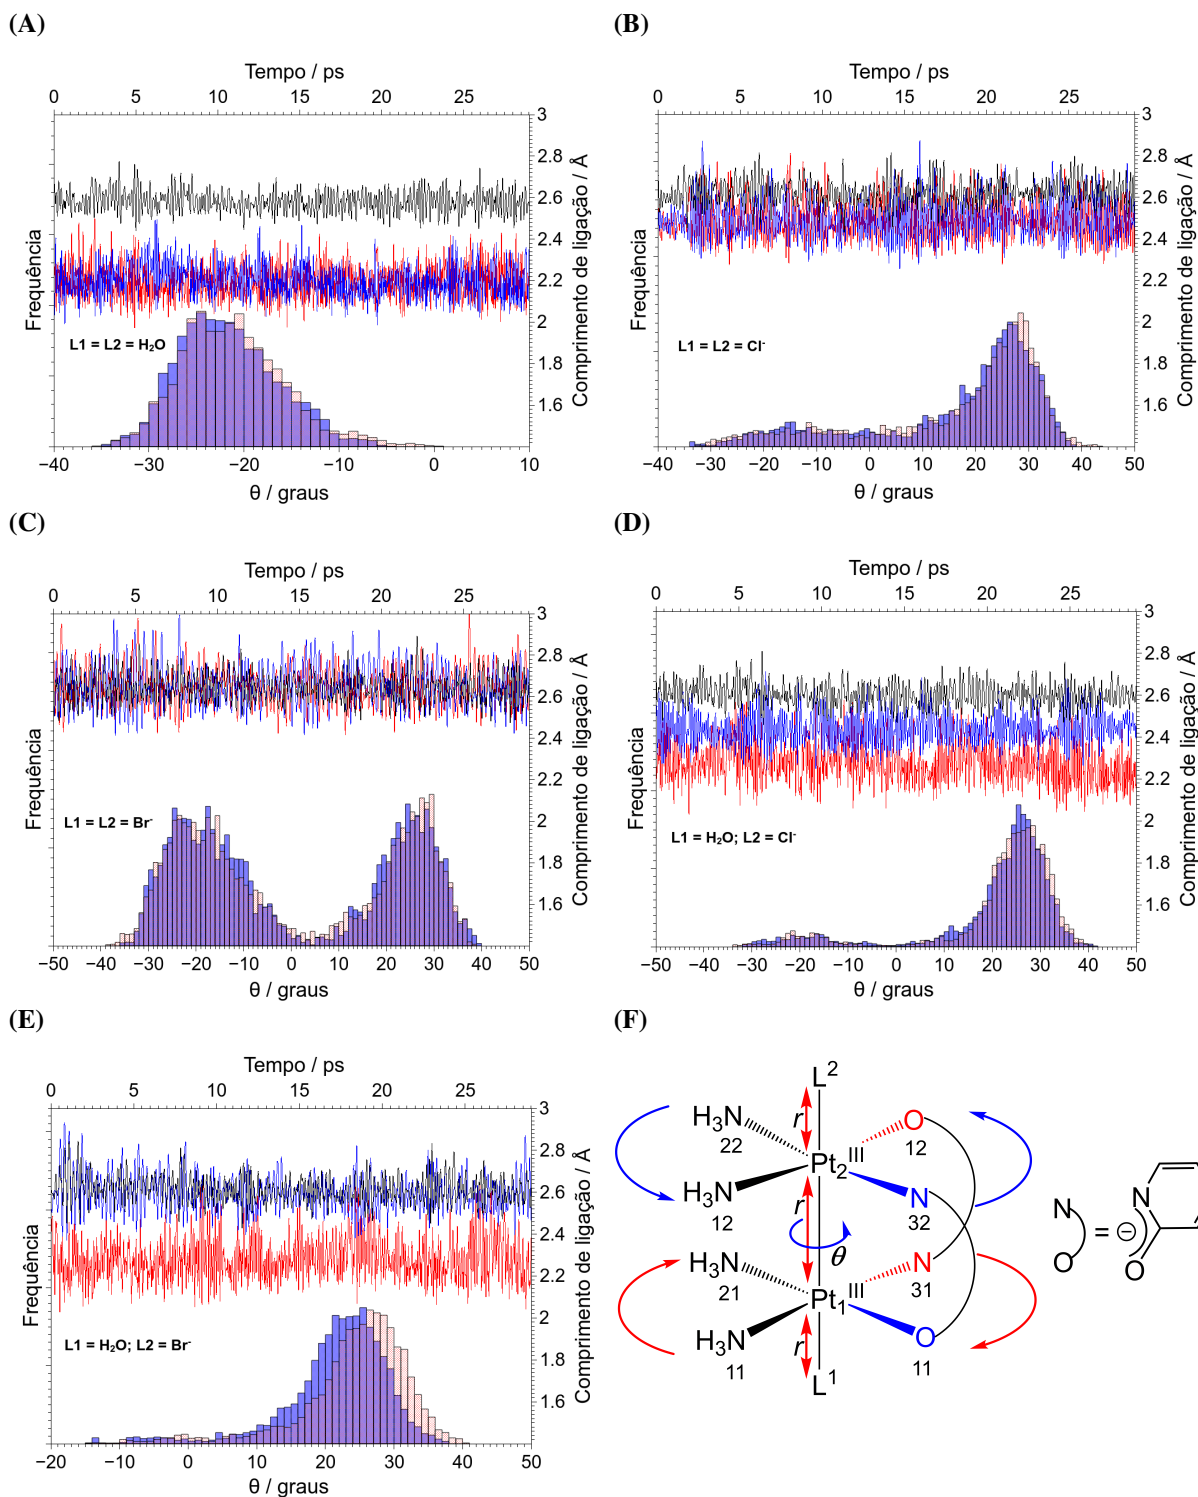 (A)
Tempo / ps
0 5 10 15 20 25
Frequência
L1 = L2 = H₂O
3
2.8
2.6
2.4
2.2
2
1.8
1.6
Comprimento de ligação / Å
−40 −30 −20 −10 0 10
θ / graus
(B)
Tempo / ps
0 5 10 15 20 25
Frequência
L1 = L2 = Cl⁻
3
2.8
2.6
2.4
2.2
2
1.8
1.6
Comprimento de ligação / Å
−40 −30 −20 −10 0 10 20 30 40 50
θ / graus
(C)
Tempo / ps
0 5 10 15 20 25
Frequência
L1 = L2 = Br⁻
3
2.8
2.6
2.4
2.2
2
1.8
1.6
Comprimento de ligação / Å
−50 −40 −30 −20 −10 0 10 20 30 40 50
θ / graus
(D)
Tempo / ps
0 5 10 15 20 25
Frequência
L1 = H₂O; L2 = Cl⁻
3
2.8
2.6
2.4
2.2
2
1.8
1.6
Comprimento de ligação / Å
−50 −40 −30 −20 −10 0 10 20 30 40 50
θ / graus
(E)
Tempo / ps
0 5 10 15 20 25
Frequência
L1 = H₂O; L2 = Br⁻
3
2.8
2.6
2.4
2.2
2
1.8
1.6
Comprimento de ligação / Å
−20 −10 0 10 20 30 40 50
θ / graus
(F)
L²
r
H₃N O
22 Pt₂ᴵᴵᴵ 12
H₃N N
12 r 32
θ
H₃N N
21 Pt₁ᴵᴵᴵ 31
H₃N r O
11 11
L¹
N
O
=
−
N
O